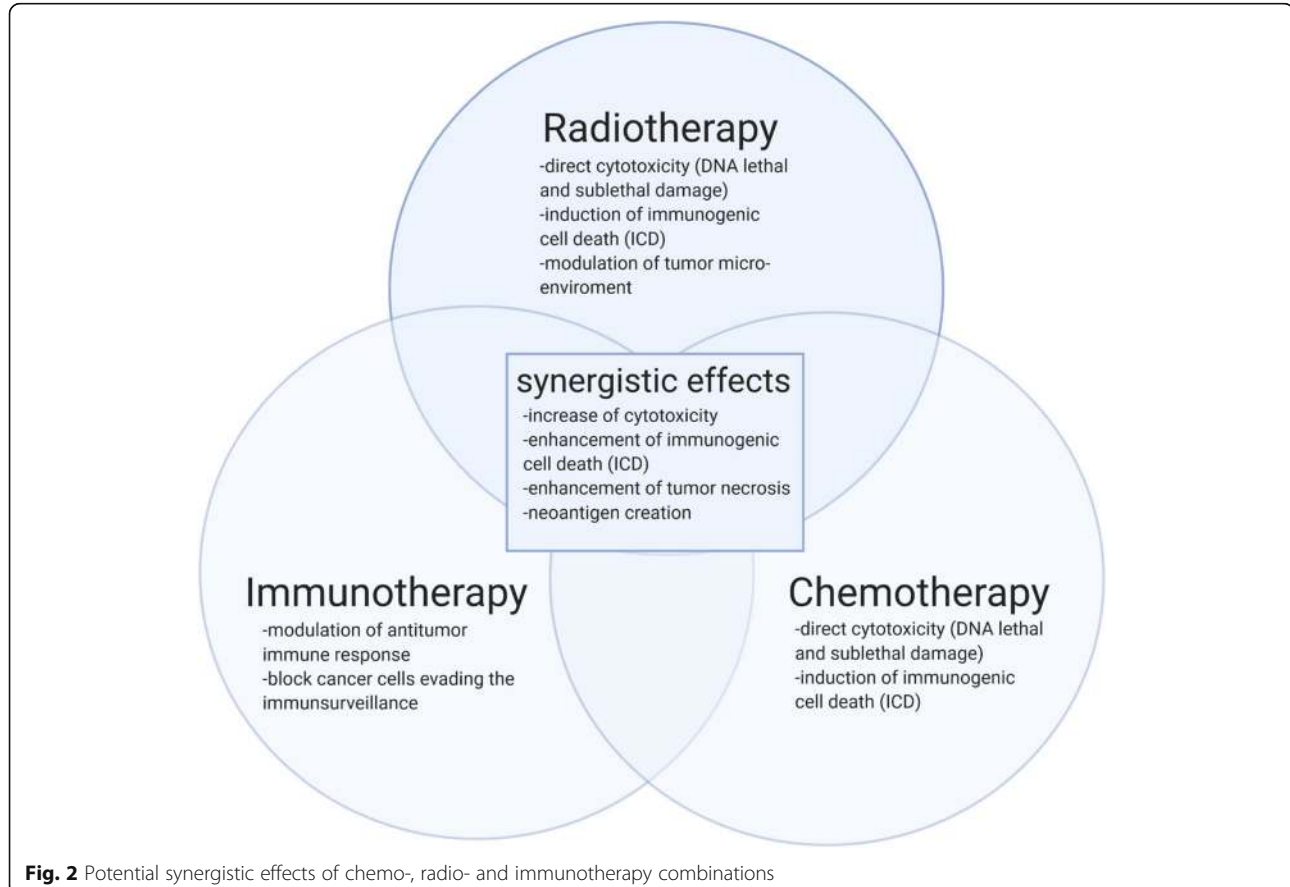 Radiotherapy
-direct cytotoxicity (DNA lethal
and sublethal damage)
-induction of immunogenic
cell death (ICD)
-modulation of tumor micro-
enviroment
synergistic effects
-increase of cytotoxicity
-enhancement of immunogenic
cell death (ICD)
-enhancement of tumor necrosis
-neoantigen creation
Immunotherapy
-modulation of antitumor
immune response
-block cancer cells evading the
immunsurveillance
Chemotherapy
-direct cytotoxicity (DNA lethal
and sublethal damage)
-induction of immunogenic
cell death (ICD)
Fig. 2 Potential synergistic effects of chemo-, radio- and immunotherapy combinations